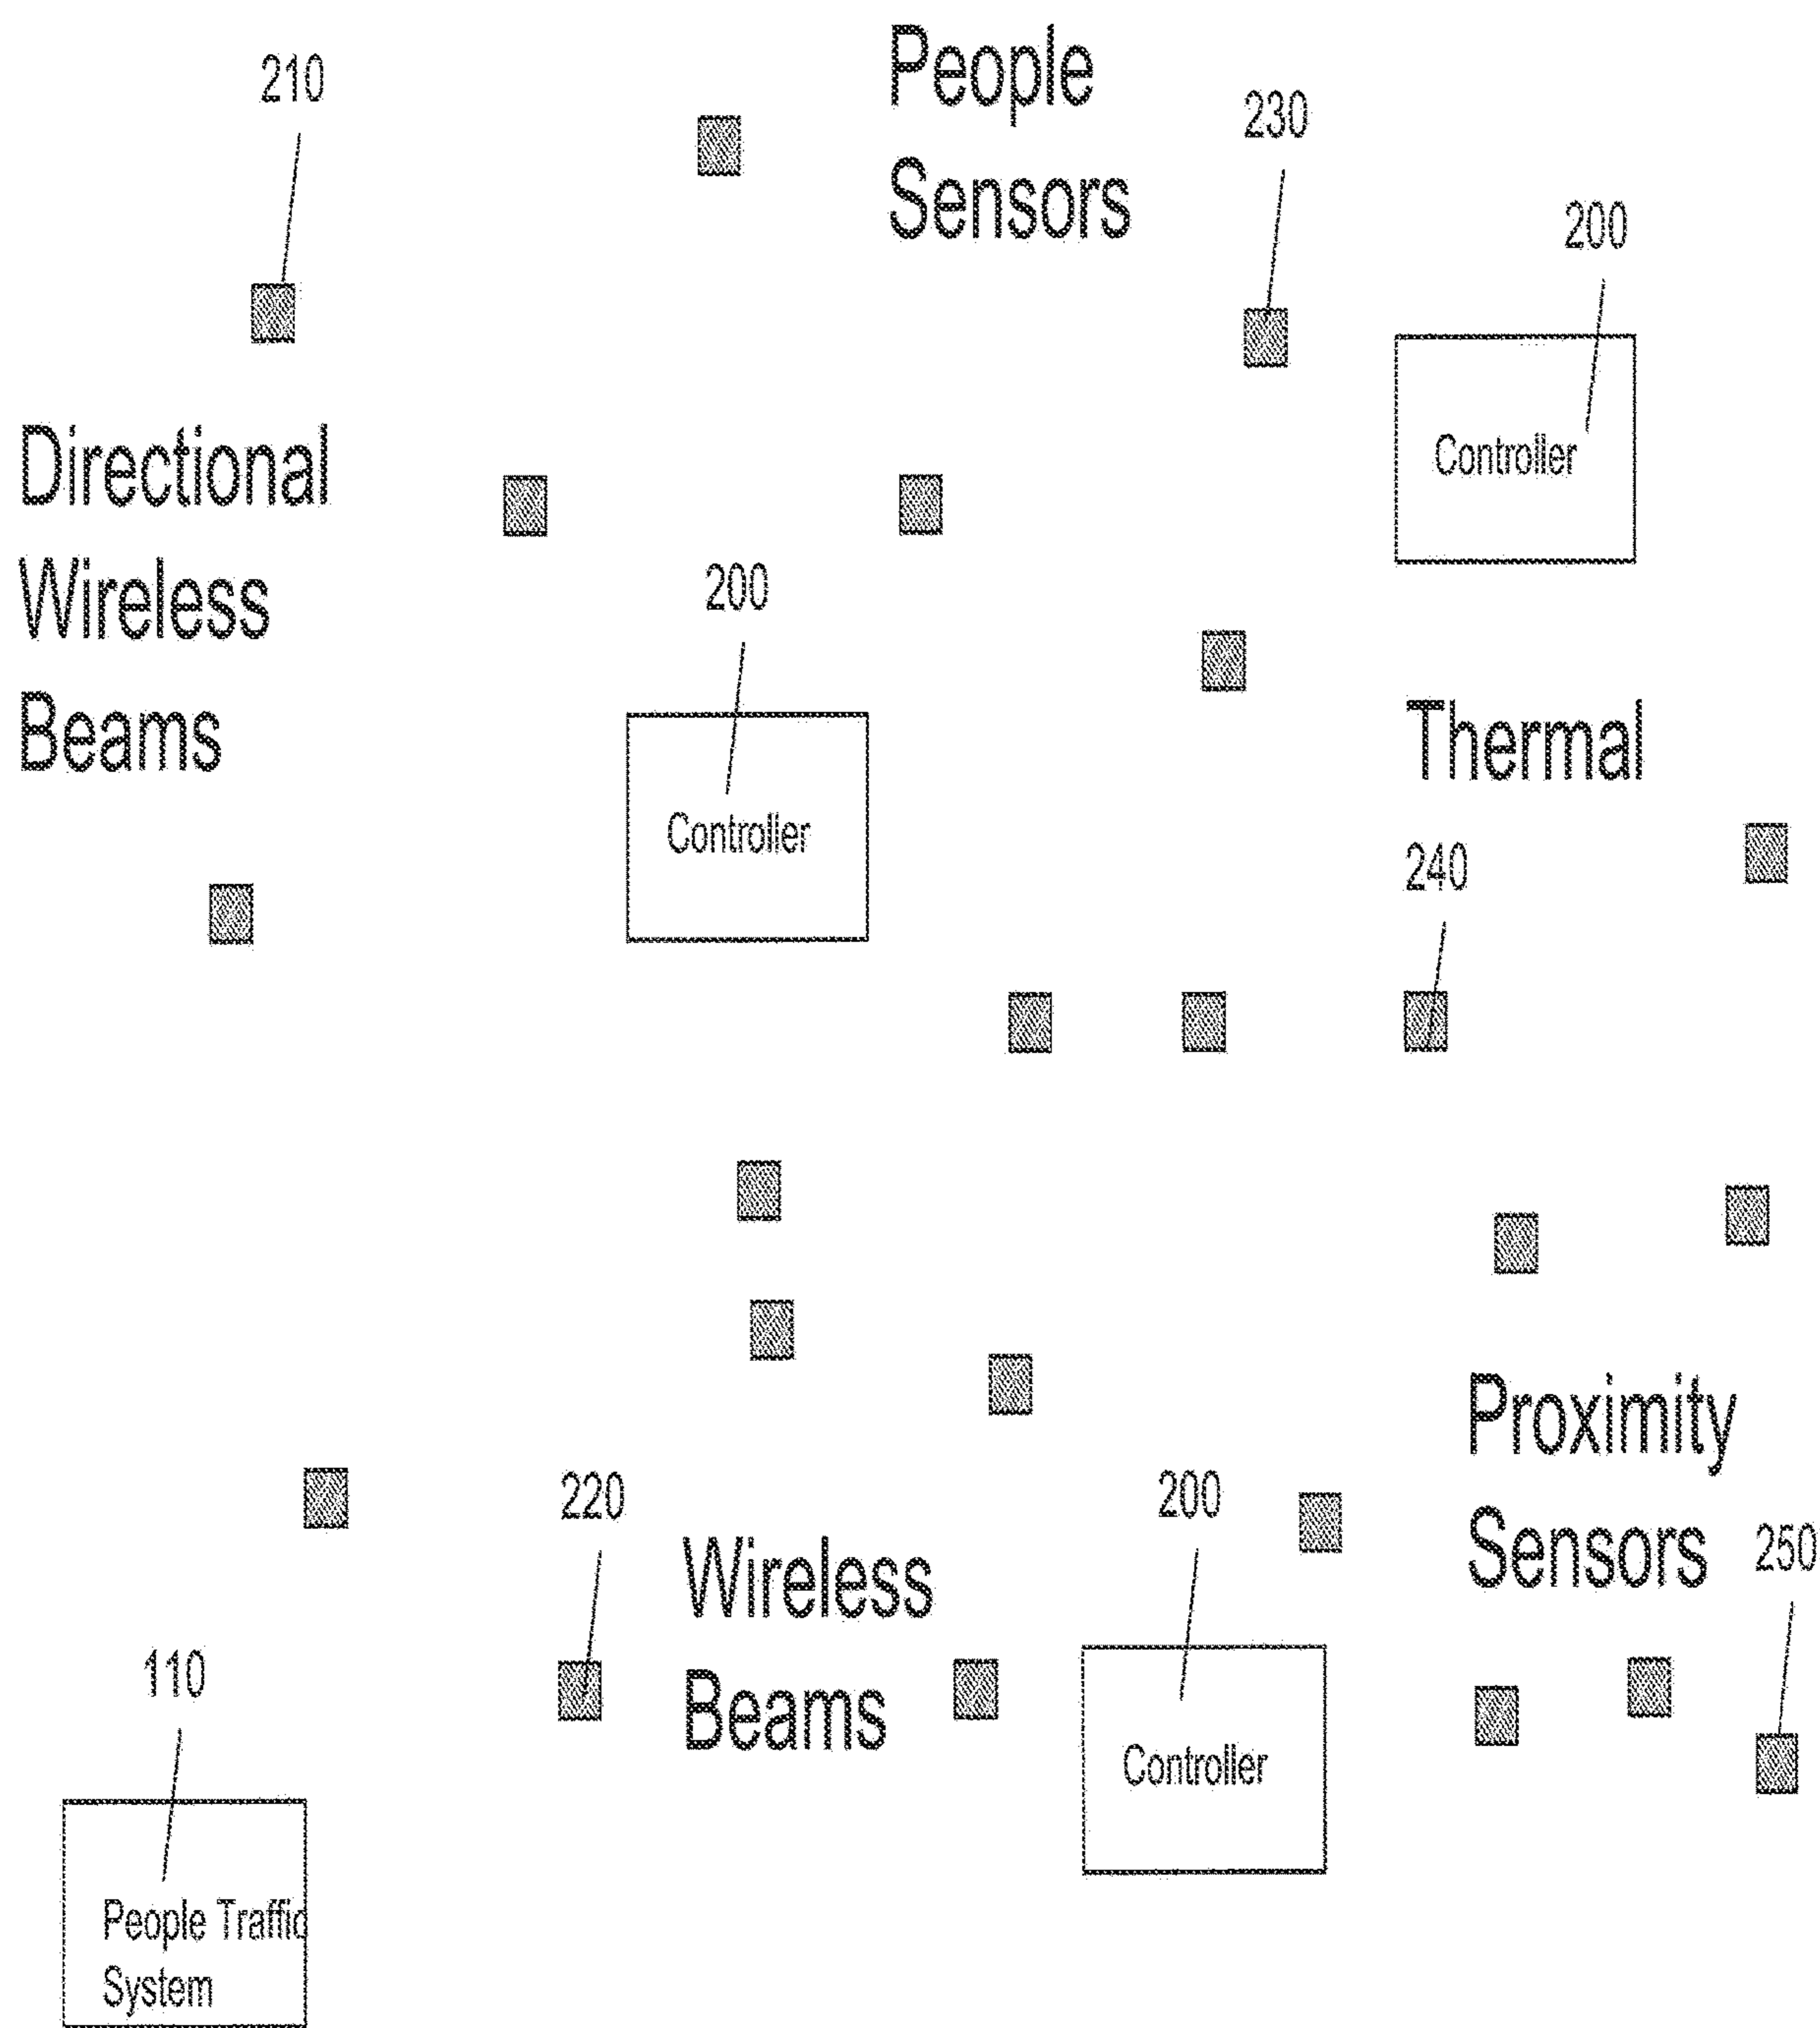 210
People
Sensors
230
200
Controller
Directional
Wireless
Beams
200
Controller
Thermal
240
Proximity
Sensors
250
220
Wireless
Beams
200
Controller
110
People Traffic
System